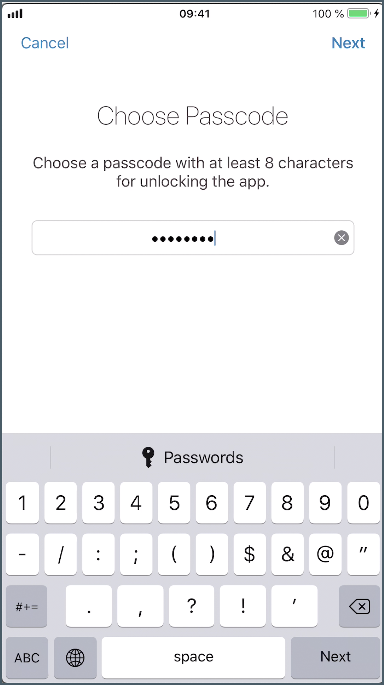 09:41
100 %
Cancel
Next
Choose Passcode
Choose a passcode with at least 8 characters
for unlocking the app.
••••••••
Passwords
1 2 3 4 5 6 7 8 9 0
- / : ; ( ) $ & @ "
#+= . , ? ! '
ABC space Next